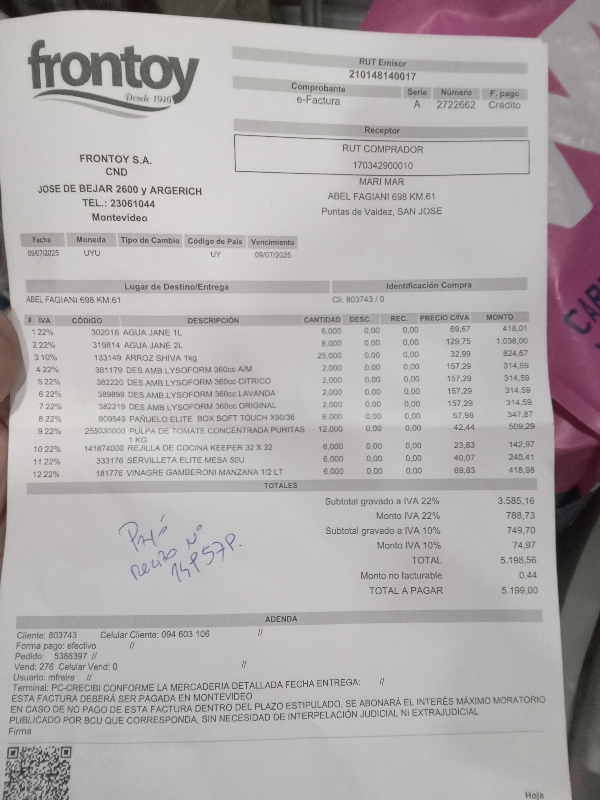 frontoy
Desde 1946
RUT Emisor
210148140017
Comprobante Serie Número F. pago
e-Factura A 2722662 Crédito
Receptor
RUT COMPRADOR
170342900010
MARI MAR
ABEL FAGIANI 698 KM.61
Puntas de Valdez, SAN JOSE
FRONTOY S.A.
CND
JOSE DE BEJAR 2600 y ARGERICH
TEL.: 23061044
Montevideo
Fecha Moneda Tipo de Cambio Código de País Vencimiento
09/07/2025 UYU UY 09/07/2025
Lugar de Destino/Entrega Identificación Compra
ABEL FAGIANI 698 KM.61 Cli: 803743 / 0
# IVA CÓDIGO DESCRIPCIÓN CANTIDAD DESC. REC. PRECIO C/IVA MONTO
1 22% 302018 AGUA JANE 1L 6,000 0,00 0,00 69,67 418,01
2 22% 319814 AGUA JANE 2L 8,000 0,00 0,00 129,75 1.038,00
3 10% 133149 ARROZ SHIVA 1kg 25,000 0,00 0,00 32,99 824,67
4 22% 381179 DES.AMB.LYSOFORM 360cc A/M 2,000 0,00 0,00 157,29 314,59
5 22% 382220 DES.AMB.LYSOFORM 360cc CITRICO 2,000 0,00 0,00 157,29 314,59
6 22% 389899 DES.AMB.LYSOFORM 360cc LAVANDA 2,000 0,00 0,00 157,29 314,59
7 22% 382219 DES.AMB.LYSOFORM 360cc ORIGINAL 2,000 0,00 0,00 157,29 314,59
8 22% 909549 PAÑUELO ELITE BOX SOFT TOUCH X90/36 6,000 0,00 0,00 57,98 347,87
9 22% 255030000 PULPA DE TOMATE CONCENTRADA PURITAS 12,000 0,00 0,00 42,44 509,29
1 KG
10 22% 141874000 REJILLA DE COCINA KEEPER 32 X 32 6,000 0,00 0,00 23,83 142,97
11 22% 333176 SERVILLETA ELITE MESA 50U 6,000 0,00 0,00 40,07 240,41
12 22% 181776 VINAGRE GAMBERONI MANZANA 1/2 LT 6,000 0,00 0,00 69,83 418,98
TOTALES
Subtotal gravado a IVA 22% 3.585,16
Monto IVA 22% 788,73
Subtotal gravado a IVA 10% 749,70
Monto IVA 10% 74,97
TOTAL 5.198,56
Monto no facturable 0,44
TOTAL A PAGAR 5.199,00
Pagó
recibo Nº
ADENDA
Cliente: 803743 Celular Cliente: 094 603 106 //
Forma pago: efectivo //
Pedido: 5386397 //
Vend: 276 Celular Vend: 0 //
Usuario: mfreire //
Terminal: PC-CRECIBI CONFORME LA MERCADERIA DETALLADA FECHA ENTREGA: //
ESTA FACTURA DEBERÁ SER PAGADA EN MONTEVIDEO
EN CASO DE NO PAGO DE ESTA FACTURA DENTRO DEL PLAZO ESTIPULADO, SE ABONARÁ EL INTERÉS MÁXIMO MORATORIO
PUBLICADO POR BCU QUE CORRESPONDA, SIN NECESIDAD DE INTERPELACIÓN JUDICIAL NI EXTRAJUDICIAL
Firma
Hoja